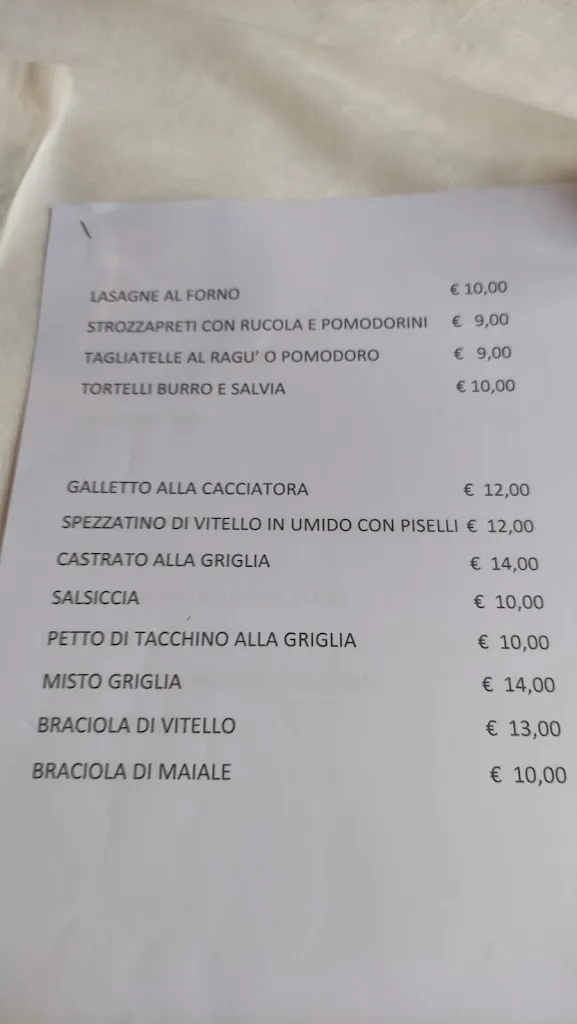 LASAGNE AL FORNO € 10,00
STROZZAPRETI CON RUCOLA E POMODORINI € 9,00
TAGLIATELLE AL RAGU' O POMODORO € 9,00
TORTELLI BURRO E SALVIA € 10,00
GALLETTO ALLA CACCIATORA € 12,00
SPEZZATINO DI VITELLO IN UMIDO CON PISELLI € 12,00
CASTRATO ALLA GRIGLIA € 14,00
SALSICCIA € 10,00
PETTO DI TACCHINO ALLA GRIGLIA € 10,00
MISTO GRIGLIA € 14,00
BRACIOLA DI VITELLO € 13,00
BRACIOLA DI MAIALE € 10,00